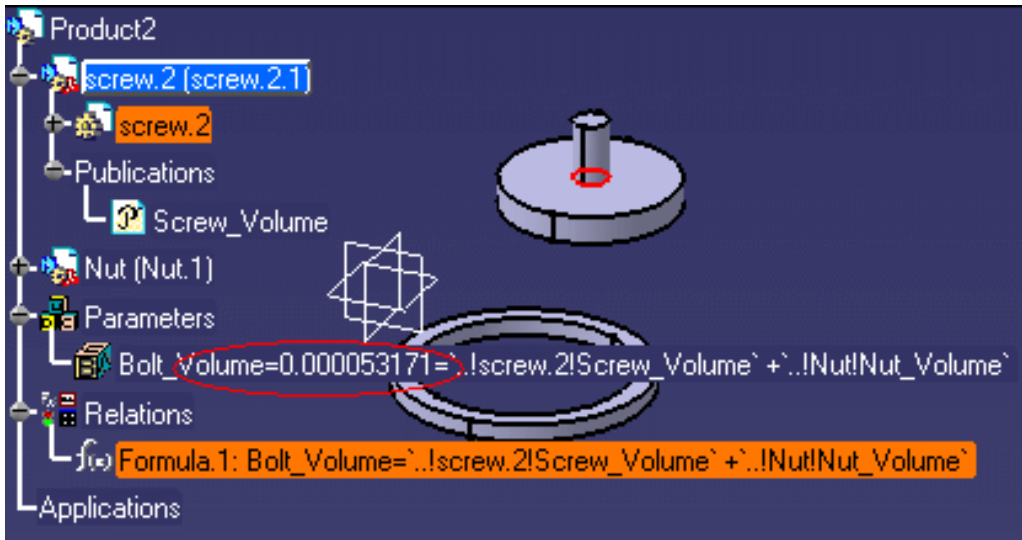 Product2
screw.2 (screw.2.1)
screw.2
Publications
Screw_Volume
Nut (Nut.1)
Parameters
Bolt_Volume=0.000053171=`..!screw.2!Screw_Volume` +`..!Nut!Nut_Volume`
Relations
Formula.1: Bolt_Volume=`..!screw.2!Screw_Volume` +`..!Nut!Nut_Volume`
Applications